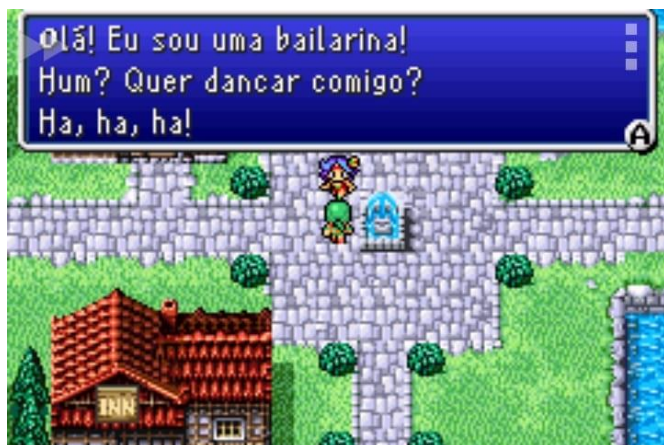 Olá! Eu sou uma bailarina!
Hum? Quer dancar comigo?
Ha, ha, ha!
A
INN